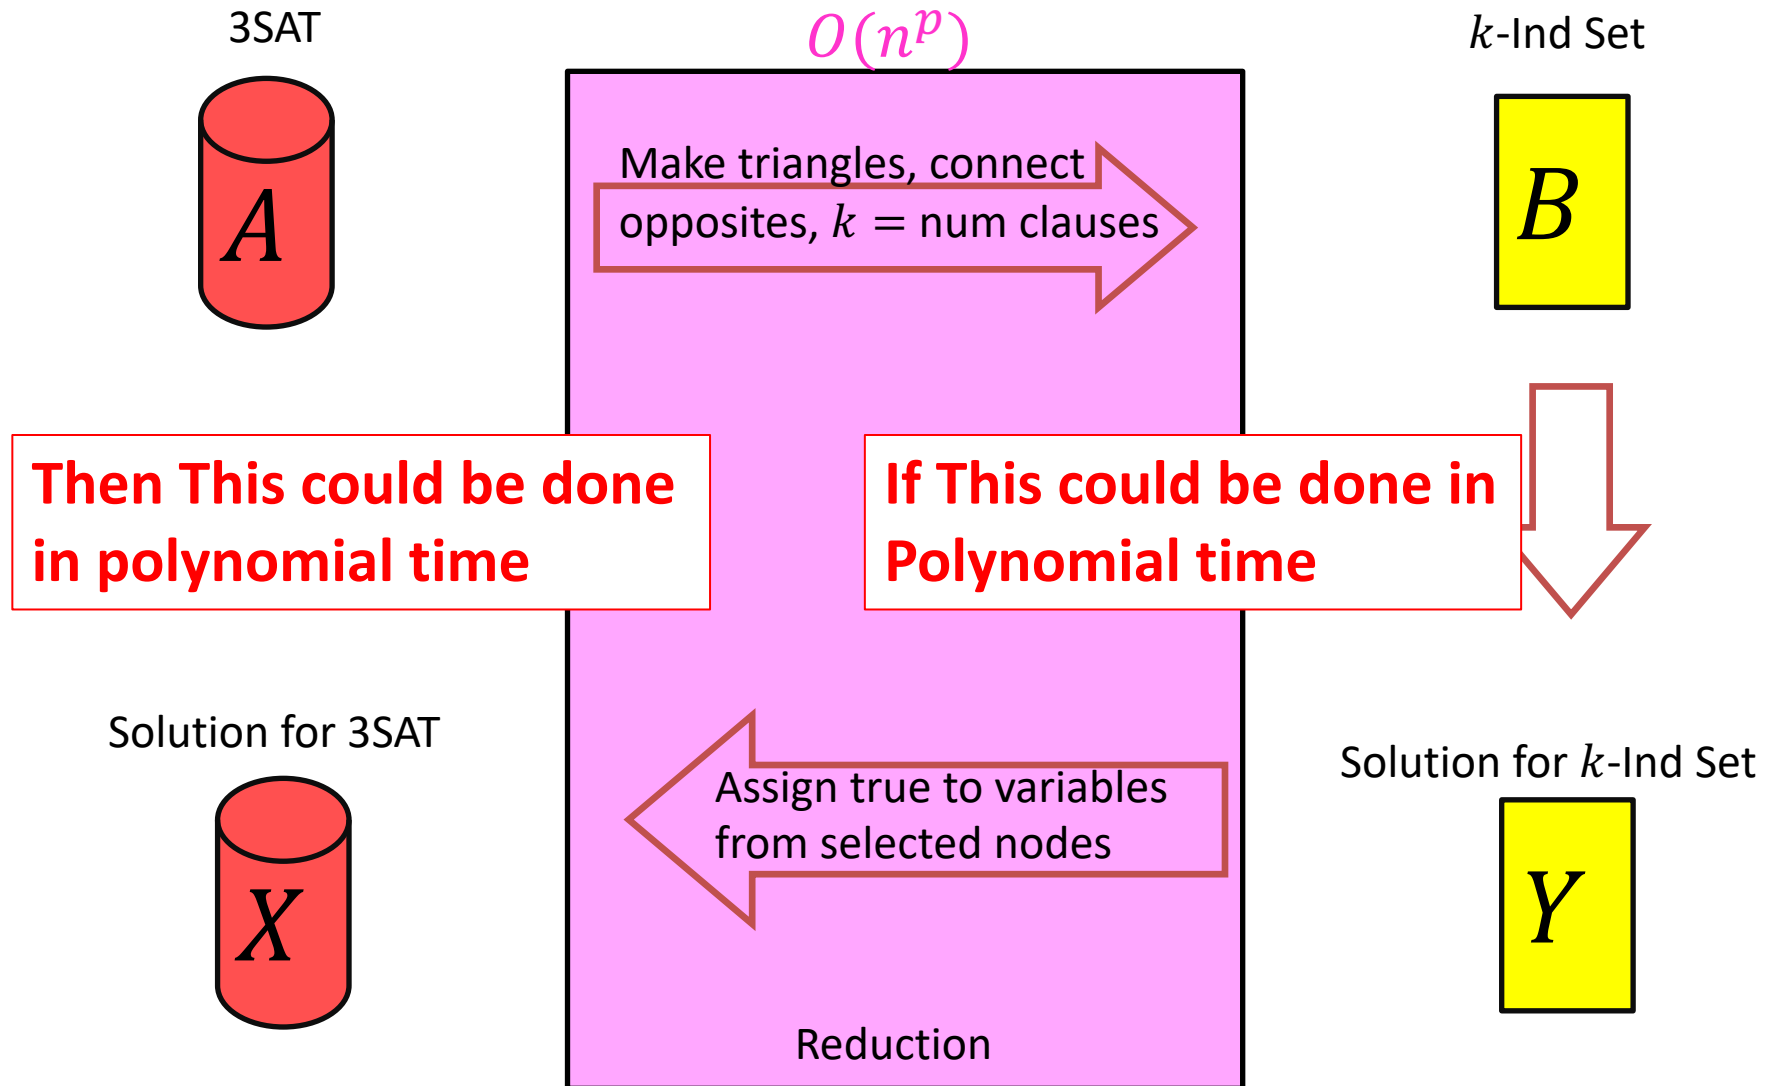 3SAT
O(n^p)
k-Ind Set
A
Make triangles, connect
opposites, k = num clauses
B
Then This could be done
in polynomial time
If This could be done in
Polynomial time
Solution for 3SAT
Solution for k-Ind Set
X
Assign true to variables
from selected nodes
Y
Reduction